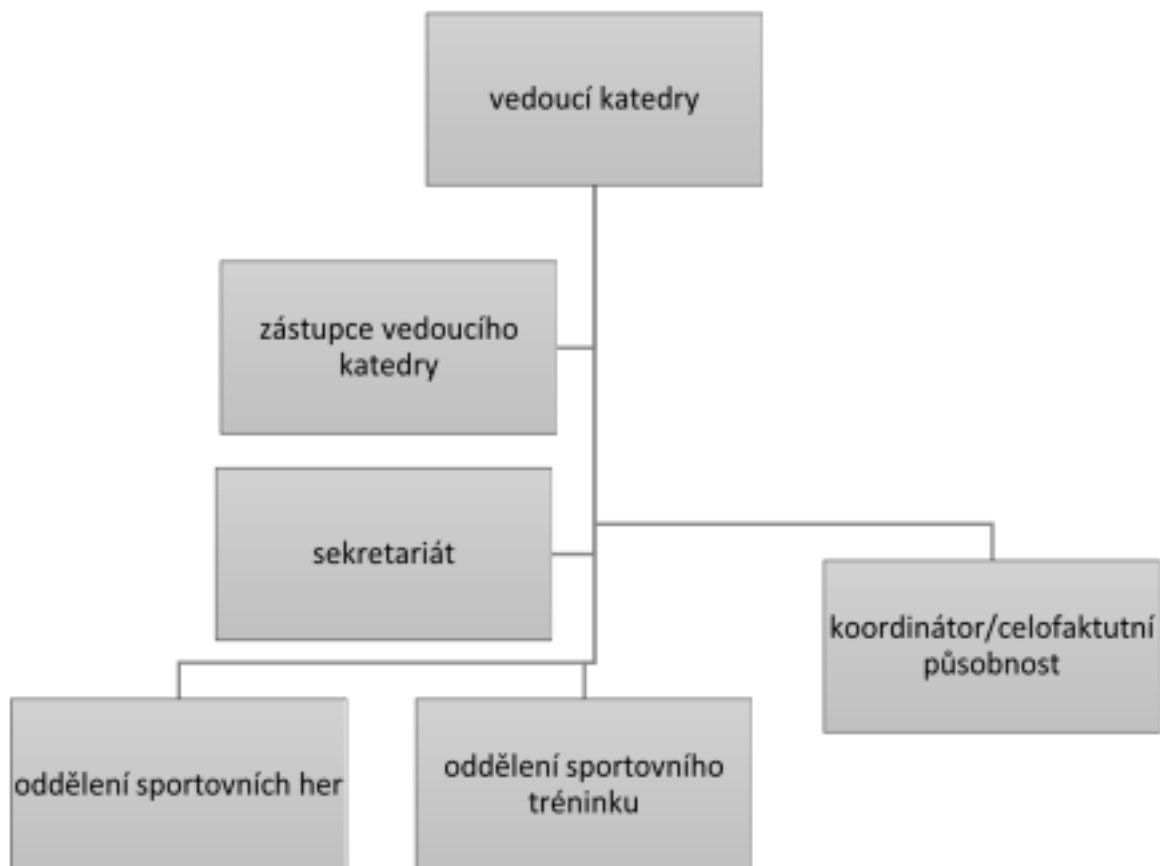 vedoucí katedry
zástupce vedoucího
katedry
sekretariát
koordinátor/celofaktutní
působnost
oddělení sportovních her
oddělení sportovního
tréninku